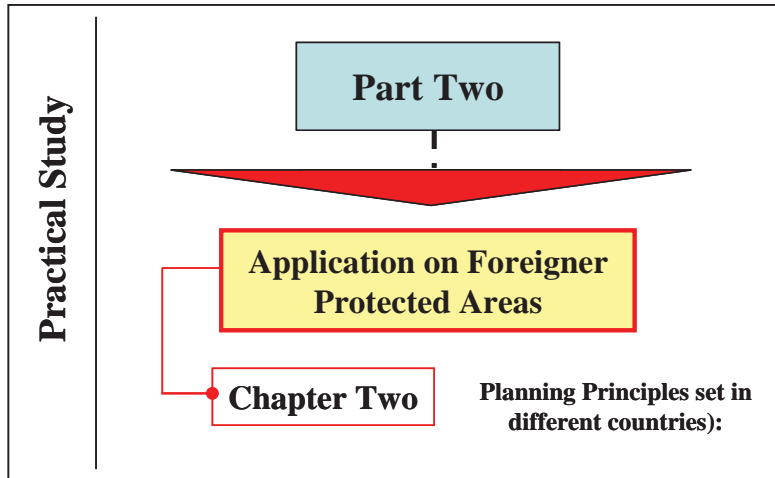 Practical Study
Part Two
Application on Foreigner
Protected Areas
Chapter Two
Planning Principles set in
different countries):